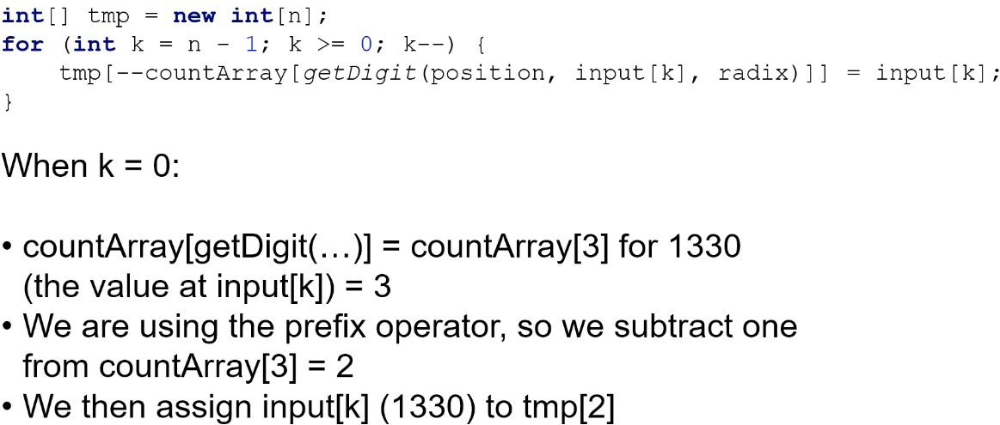 int[] tmp = new int[n];
for (int k = n - 1; k >= 0; k--) {
    tmp[--countArray[getDigit(position, input[k], radix)]] = input[k];
}
When k = 0:
• countArray[getDigit(…)] = countArray[3] for 1330
(the value at input[k]) = 3
• We are using the prefix operator, so we subtract one
from countArray[3] = 2
• We then assign input[k] (1330) to tmp[2]